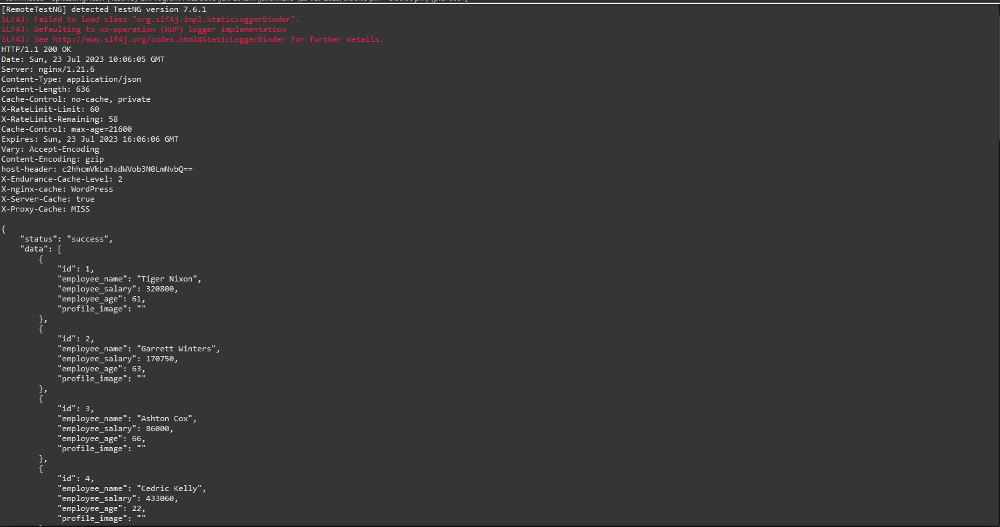 [RemoteTestNG] detected TestNG version 7.6.1
SLF4J: Failed to load class "org.slf4j.impl.StaticLoggerBinder".
SLF4J: Defaulting to no-operation (NOP) logger implementation
SLF4J: See http://www.slf4j.org/codes.html#StaticLoggerBinder for further details.
HTTP/1.1 200 OK
Date: Sun, 23 Jul 2023 10:06:05 GMT
Server: nginx/1.21.6
Content-Type: application/json
Content-Length: 636
Cache-Control: no-cache, private
X-RateLimit-Limit: 60
X-RateLimit-Remaining: 58
Cache-Control: max-age=21600
Expires: Sun, 23 Jul 2023 16:06:06 GMT
Vary: Accept-Encoding
Content-Encoding: gzip
host-header: c2hhcmVkLmJsdWVob3N0LmNvbQ==
X-Endurance-Cache-Level: 2
X-nginx-cache: WordPress
X-Server-Cache: true
X-Proxy-Cache: MISS

{
    "status": "success",
    "data": [
        {
            "id": 1,
            "employee_name": "Tiger Nixon",
            "employee_salary": 320800,
            "employee_age": 61,
            "profile_image": ""
        },
        {
            "id": 2,
            "employee_name": "Garrett Winters",
            "employee_salary": 170750,
            "employee_age": 63,
            "profile_image": ""
        },
        {
            "id": 3,
            "employee_name": "Ashton Cox",
            "employee_salary": 86000,
            "employee_age": 66,
            "profile_image": ""
        },
        {
            "id": 4,
            "employee_name": "Cedric Kelly",
            "employee_salary": 433060,
            "employee_age": 22,
            "profile_image": ""